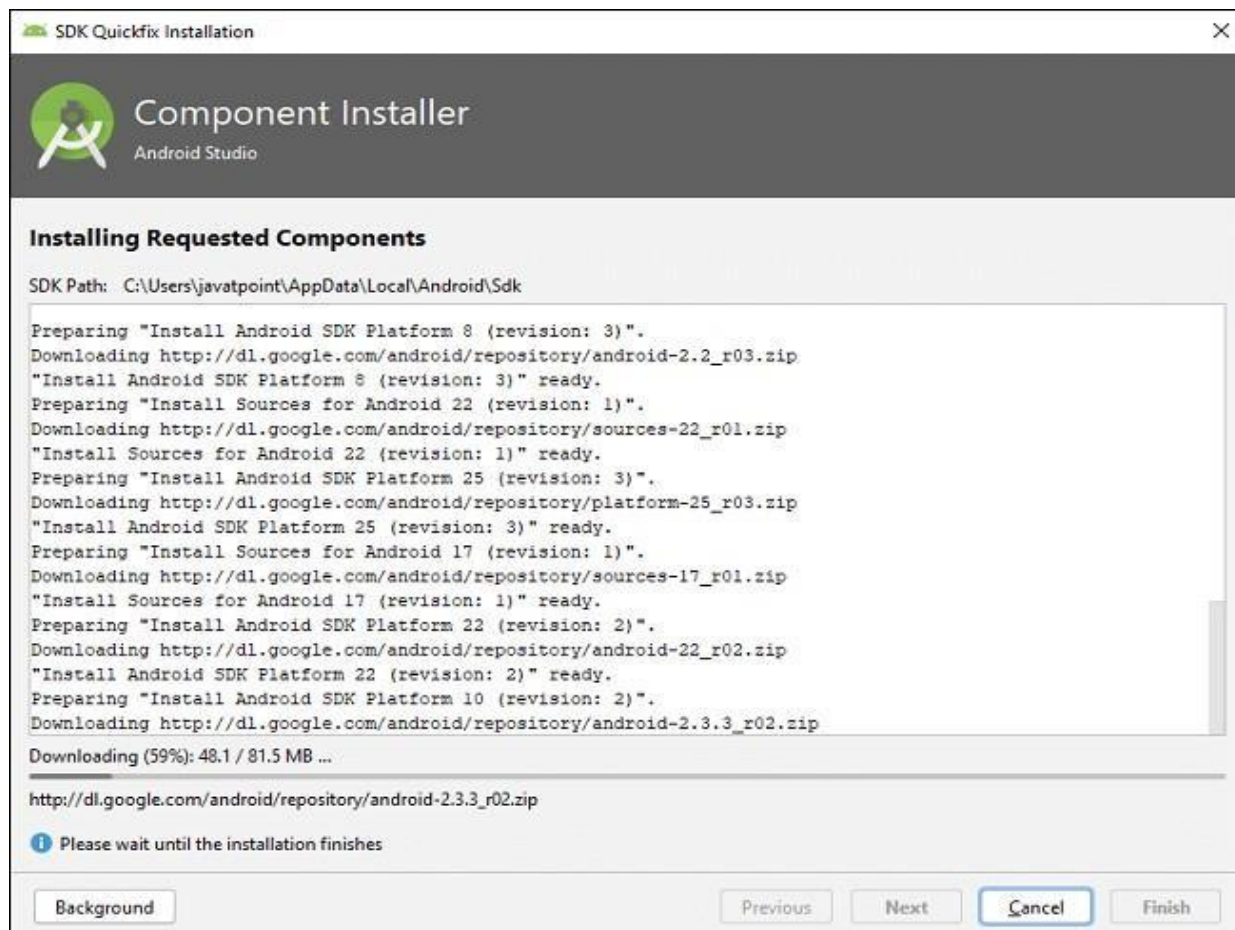 SDK Quickfix Installation
Component Installer
Android Studio
Installing Requested Components
SDK Path: C:\Users\javatpoint\AppData\Local\Android\Sdk
Preparing "Install Android SDK Platform 8 (revision: 3)".
Downloading http://dl.google.com/android/repository/android-2.2_r03.zip
"Install Android SDK Platform 8 (revision: 3)" ready.
Preparing "Install Sources for Android 22 (revision: 1)".
Downloading http://dl.google.com/android/repository/sources-22_r01.zip
"Install Sources for Android 22 (revision: 1)" ready.
Preparing "Install Android SDK Platform 25 (revision: 3)".
Downloading http://dl.google.com/android/repository/platform-25_r03.zip
"Install Android SDK Platform 25 (revision: 3)" ready.
Preparing "Install Sources for Android 17 (revision: 1)".
Downloading http://dl.google.com/android/repository/sources-17_r01.zip
"Install Sources for Android 17 (revision: 1)" ready.
Preparing "Install Android SDK Platform 22 (revision: 2)".
Downloading http://dl.google.com/android/repository/android-22_r02.zip
"Install Android SDK Platform 22 (revision: 2)" ready.
Preparing "Install Android SDK Platform 10 (revision: 2)".
Downloading http://dl.google.com/android/repository/android-2.3.3_r02.zip
Downloading (59%): 48.1 / 81.5 MB ...
http://dl.google.com/android/repository/android-2.3.3_r02.zip
Please wait until the installation finishes
Background Previous Next Cancel Finish